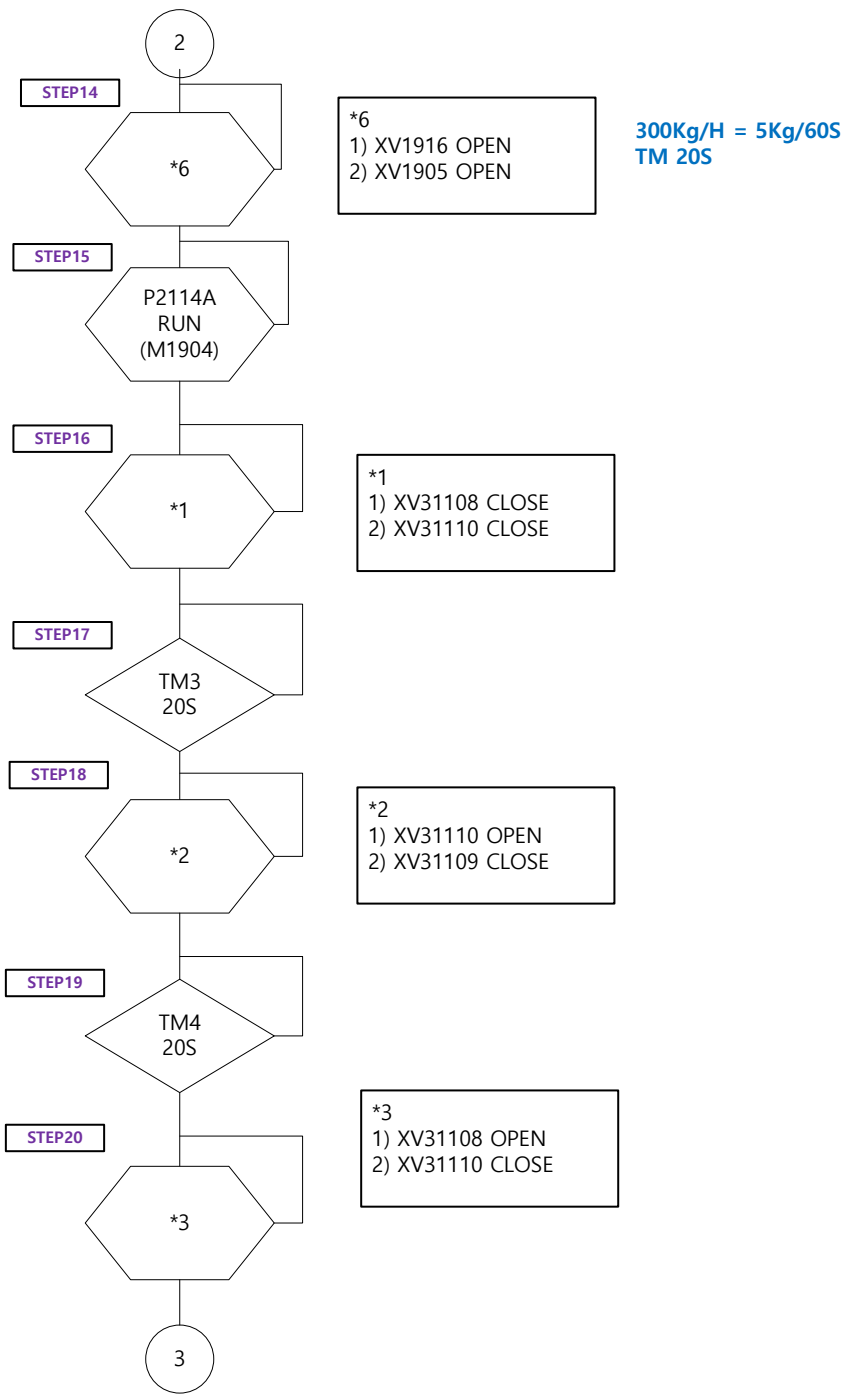 2
STEP14
*6
*6
1) XV1916 OPEN
2) XV1905 OPEN
300Kg/H = 5Kg/60S
TM 20S
STEP15
P2114A
RUN
(M1904)
STEP16
*1
*1
1) XV31108 CLOSE
2) XV31110 CLOSE
STEP17
TM3
20S
STEP18
*2
*2
1) XV31110 OPEN
2) XV31109 CLOSE
STEP19
TM4
20S
STEP20
*3
*3
1) XV31108 OPEN
2) XV31110 CLOSE
3